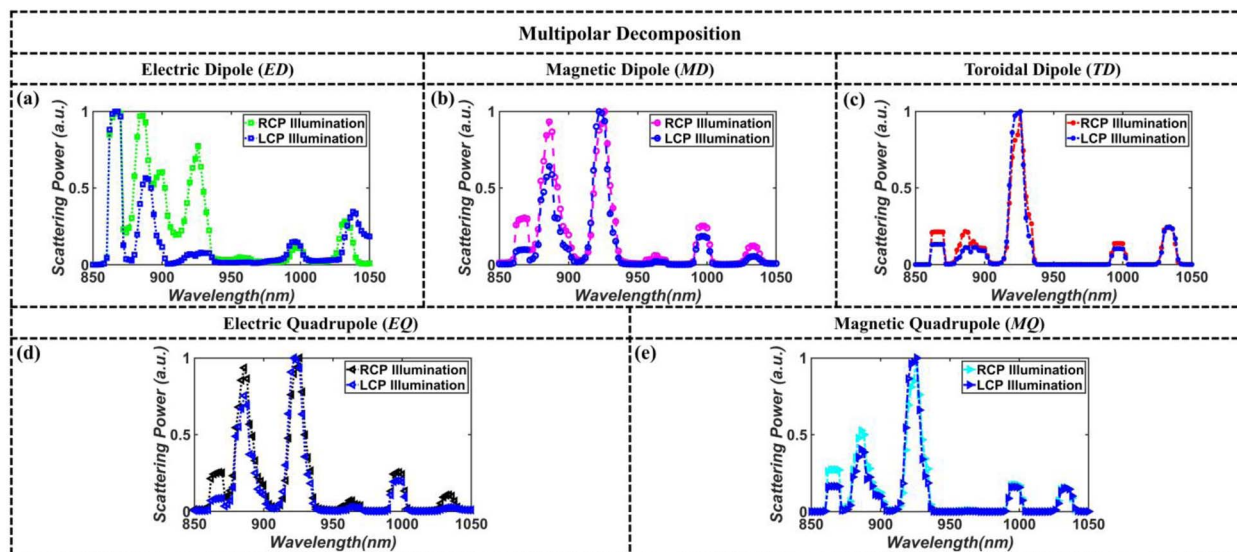 Multipolar Decomposition
Electric Dipole (ED)
Magnetic Dipole (MD)
Toroidal Dipole (TD)
(a)
Scattering Power (a.u.)
1
0.5
0
850
900
950
1000
1050
Wavelength(nm)
RCP Illumination
LCP Illumination
(b)
Scattering Power (a.u.)
1
0.5
0
850
900
950
1000
1050
Wavelength(nm)
RCP Illumination
LCP Illumination
(c)
Scattering Power (a.u.)
1
0.5
0
850
900
950
1000
1050
Wavelength(nm)
RCP Illumination
LCP Illumination
Electric Quadrupole (EQ)
Magnetic Quadrupole (MQ)
(d)
Scattering Power (a.u.)
1
0.5
0
850
900
950
1000
1050
Wavelength(nm)
RCP Illumination
LCP Illumination
(e)
Scattering Power (a.u.)
1
0.5
0
850
900
950
1000
1050
Wavelength(nm)
RCP Illumination
LCP Illumination